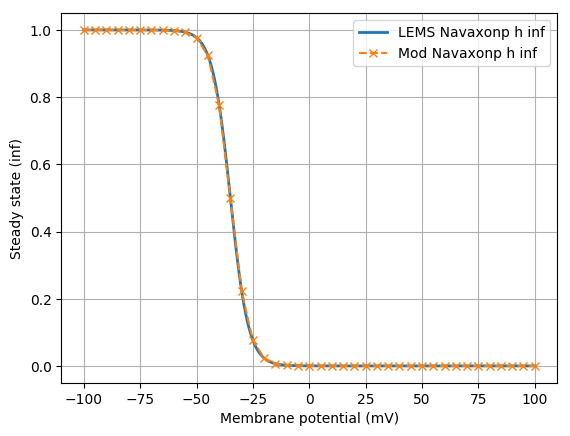 LEMS Navaxonp h inf
Mod Navaxonp h inf
Steady state (inf)
1.0
0.8
0.6
0.4
0.2
0.0
−100 −75 −50 −25 0 25 50 75 100
Membrane potential (mV)